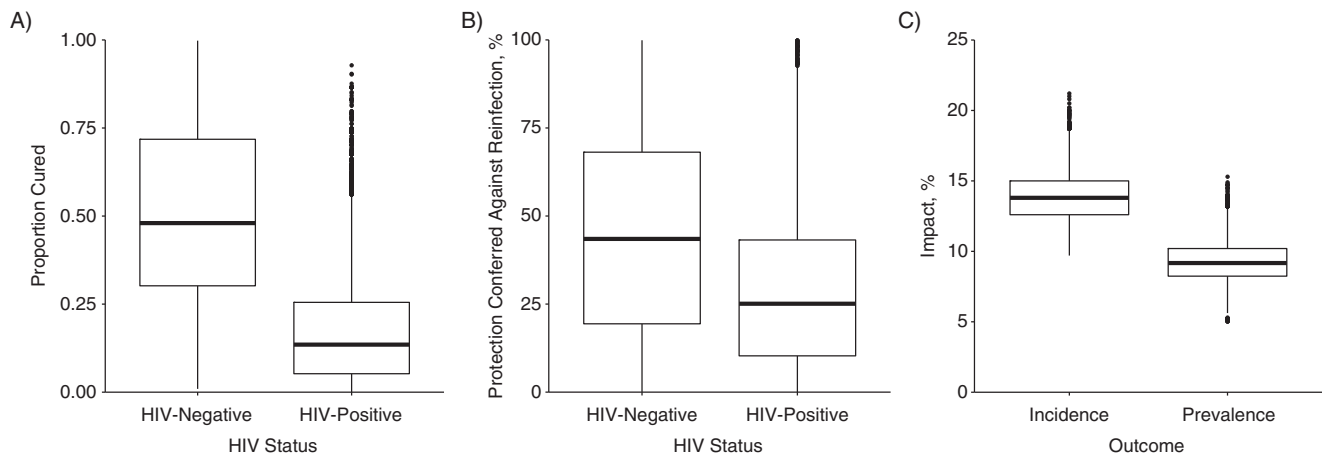 A)
Proportion Cured
1.00
0.75
0.50
0.25
0.00
HIV-Negative
HIV-Positive
HIV Status
B)
Protection Conferred Against Reinfection, %
100
75
50
25
0
HIV-Negative
HIV-Positive
HIV Status
C)
Impact, %
25
20
15
10
5
0
Incidence
Prevalence
Outcome